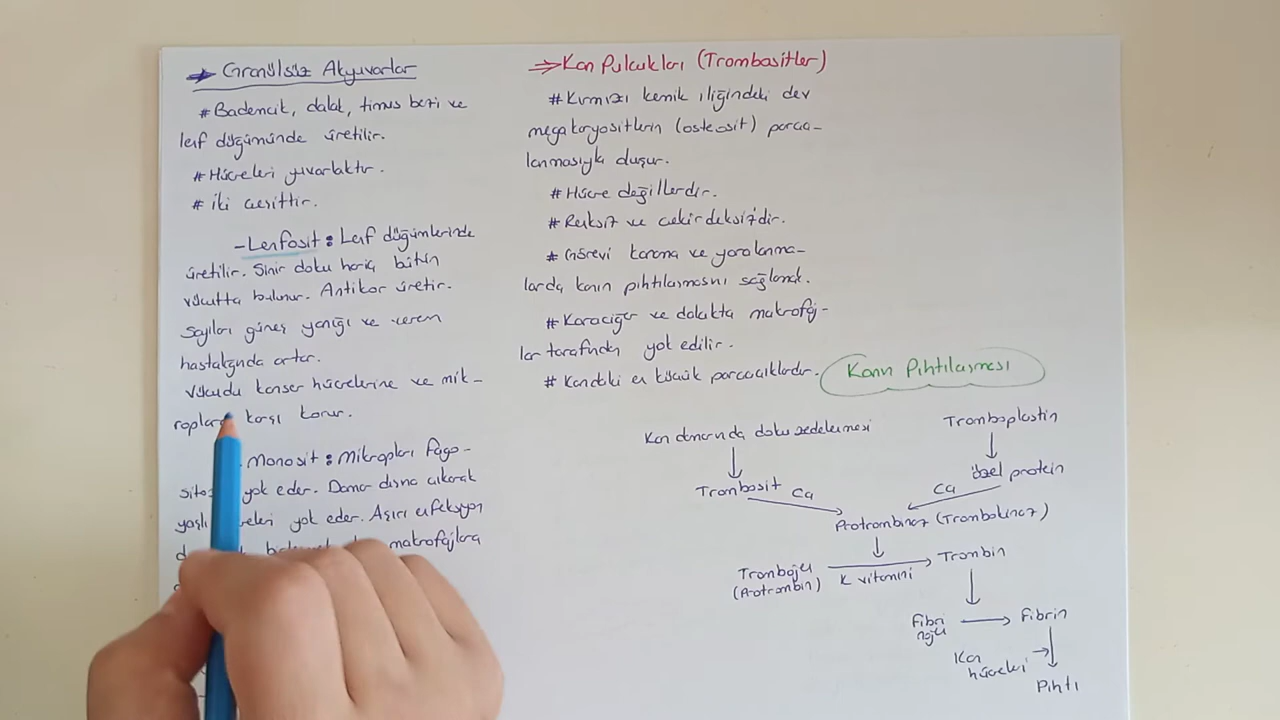 Granülsüz Akyuvarlar
# Bademcik, dalak, timus bezi ve
lenf düğümünde üretilir.
# Hücreleri yuvarlaktır.
# İki çeşittir.
- Lenfosit: Lenf düğümlerinde
üretilir. Sinir doku hariç bütün
vücutta bulunur. Antikor üretir.
Sayıları güneş yanığı ve verem
hastalığında artar.
Vücudu kanser hücrelerine ve mik-
roplara karşı korur.
Monosit: Mikropları fago-
yok eder. Damar dışına çıkarak
yaşlı yok eder. Aşırı enfeksiyon
makrofajlara
⇒ Kan Pulcukları (Trombositler)
# Kırmızı kemik iliğindeki dev
megakaryositlerin (osteosit) parça-
lanmasıyla oluşur.
# Hücre değillerdir.
# Renksiz ve çekirdeksizdir.
# Görevi kanama ve yaralanma-
larda kanın pıhtılaşmasını sağlamak.
# Karaciğer ve dalakta makrofaj-
lar tarafından yok edilir.
# Kandaki en küçük parçacıklardır.
Kanın Pıhtılaşması
Kan damarında doku zedelenmesi
Tromboplastin
Trombosit
Ca
özel protein
Ca
Protrombinaz (Trombokinaz)
Trombojen
(Protrombin)
K vitamini
Trombin
Fibri
nojen
Fibrin
Kan
hücreleri
Pıhtı